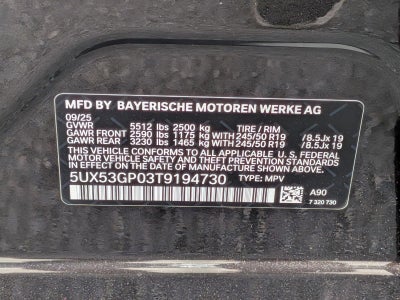 MFD BY BAYERISCHE MOTOREN WERKE AG
09/25
GVWR 5512 lbs 2500 kg TIRE / RIM
GAWR FRONT 2590 lbs 1175 kg WITH 245/50 R19 /8.5Jx 19
GAWR REAR 3230 lbs 1465 kg WITH 245/50 R19 /8.5Jx 19
THIS VEHICLE CONFORMS TO ALL APPLICABLE U.S. FEDERAL
MOTOR VEHICLE SAFETY AND THEFT PREVENTION STANDARDS
IN EFFECT ON THE DATE OF MANUFACTURE SHOWN ABOVE.
5UX53GP03T9194730 TYPE: MPV
A90
7 320 730